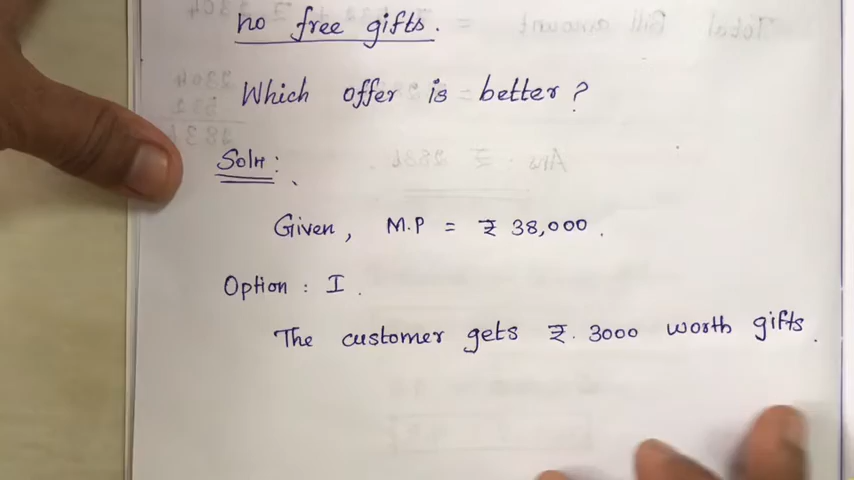 no free gifts.
Which offer is better?
Soln:
Given, M.P = ₹ 38,000.
Option : I.
The customer gets ₹. 3000 worth gifts.